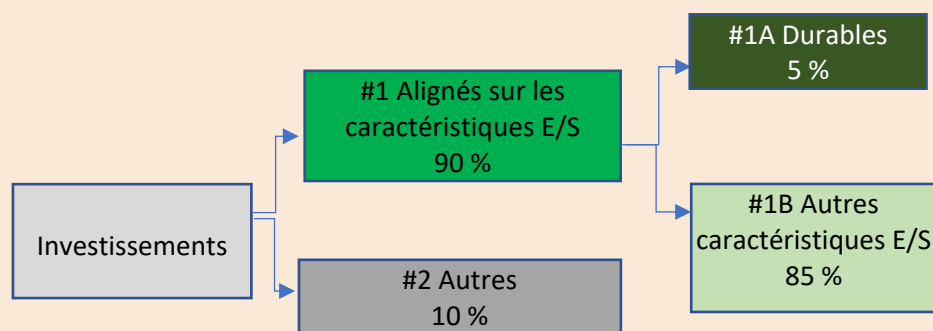 #1A Durables
5 %
#1 Alignés sur les
caractéristiques E/S
90 %
#1B Autres
caractéristiques E/S
85 %
Investissements
#2 Autres
10 %